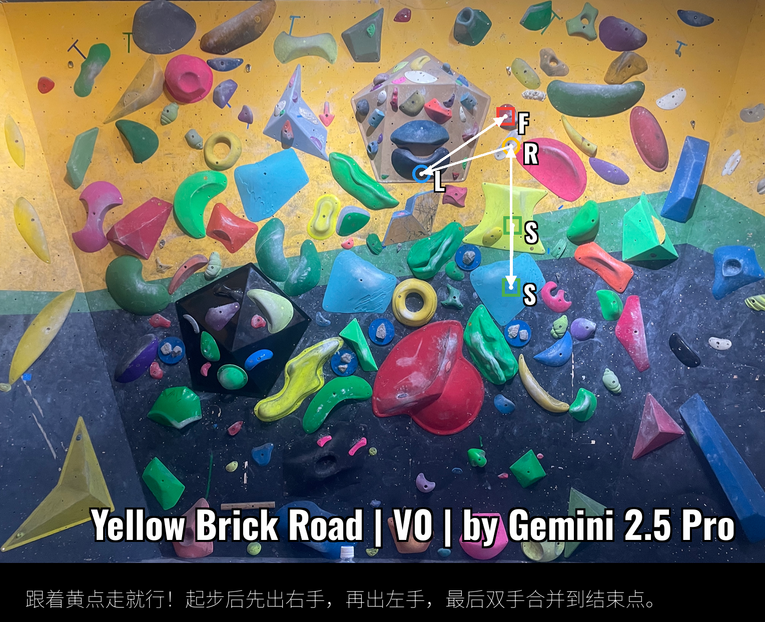 F
R
L
S
S
Yellow Brick Road | V0 | by Gemini 2.5 Pro
跟着黄点走就行！起步后先出右手，再出左手，最后双手合并到结束点。